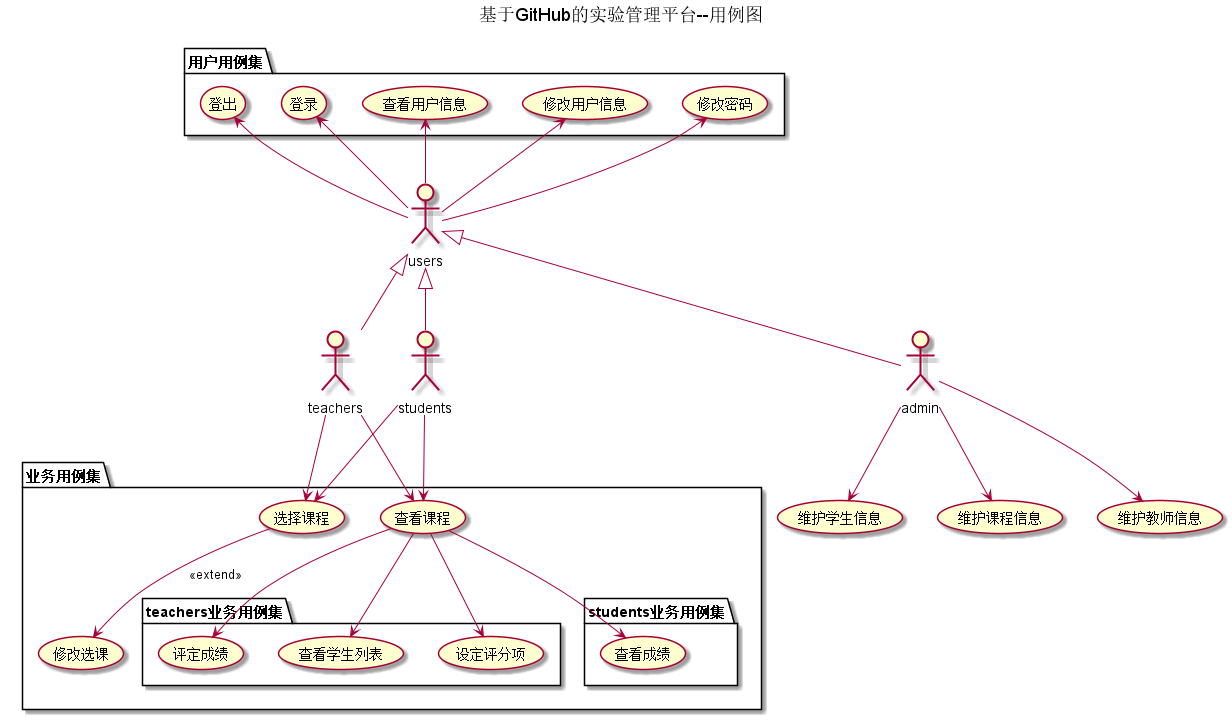 基于GitHub的实验管理平台--用例图
用户用例集
登出
登录
查看用户信息
修改用户信息
修改密码
users
teachers
students
admin
业务用例集
选择课程
查看课程
维护学生信息
维护课程信息
维护教师信息
«extend»
teachers业务用例集
students业务用例集
修改选课
评定成绩
查看学生列表
设定评分项
查看成绩